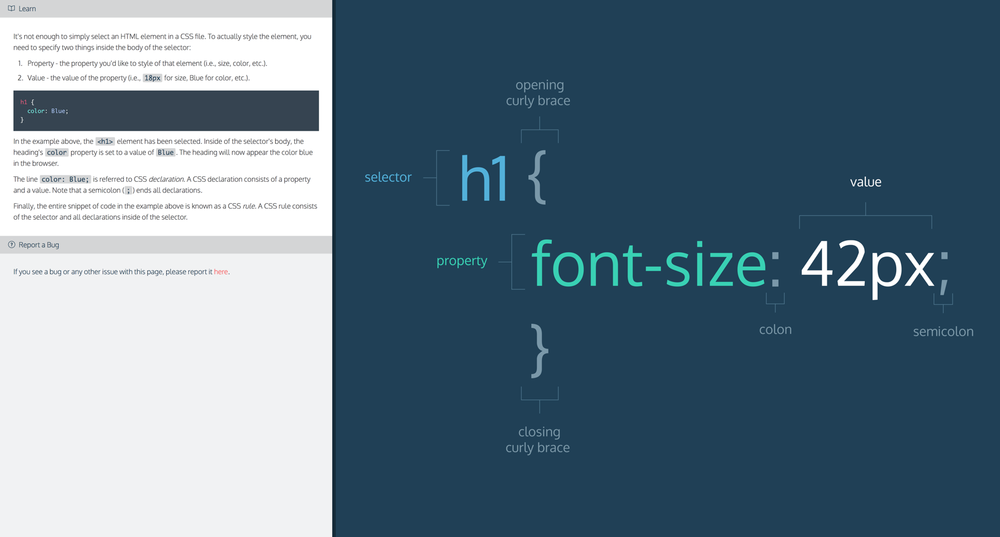 Learn
It's not enough to simply select an HTML element in a CSS file. To actually style the element, you
need to specify two things inside the body of the selector:
1. Property - the property you'd like to style of that element (i.e., size, color, etc.).
2. Value - the value of the property (i.e., 18px for size, Blue for color, etc.).
h1 {
color: Blue;
}
In the example above, the <h1> element has been selected. Inside of the selector's body, the
heading's color property is set to a value of Blue. The heading will now appear the color blue
in the browser.
The line color: Blue; is referred to CSS declaration. A CSS declaration consists of a property
and a value. Note that a semicolon (;) ends all declarations.
Finally, the entire snippet of code in the example above is known as a CSS rule. A CSS rule consists
of the selector and all declarations inside of the selector.
Report a Bug
If you see a bug or any other issue with this page, please report it here.
opening
curly brace
selector
h1 {
value
property
font-size: 42px;
colon
semicolon
}
closing
curly brace